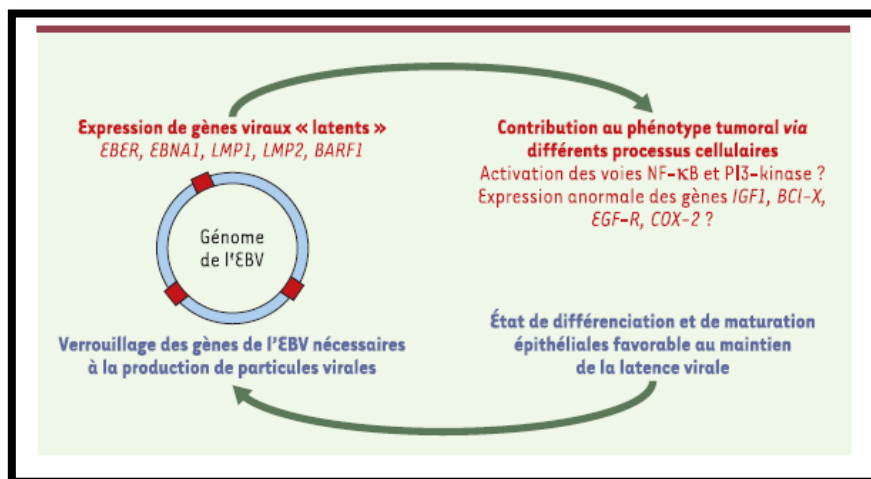 Expression de gènes viraux « latents »
EBER, EBNA1, LMP1, LMP2, BARF1
Génome
de l'EBV
Verrouillage des gènes de l'EBV nécessaires
à la production de particules virales
Contribution au phénotype tumoral via
différents processus cellulaires
Activation des voies NF-κB et PI3-kinase ?
Expression anormale des gènes IGF1, BCl-X,
EGF-R, COX-2 ?
État de différenciation et de maturation
épithéliales favorable au maintien
de la latence virale